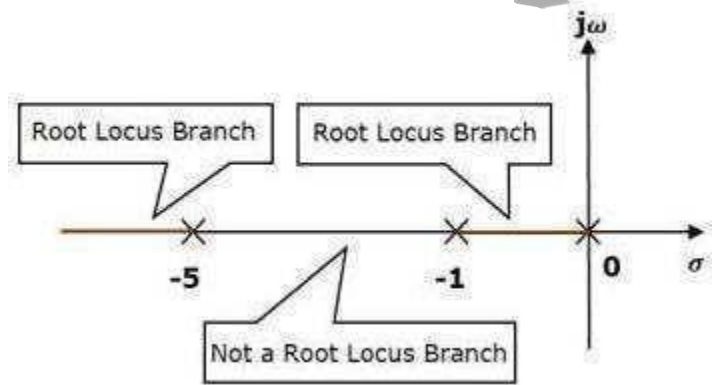 jω
Root Locus Branch
Root Locus Branch
-5
-1
0
σ
Not a Root Locus Branch